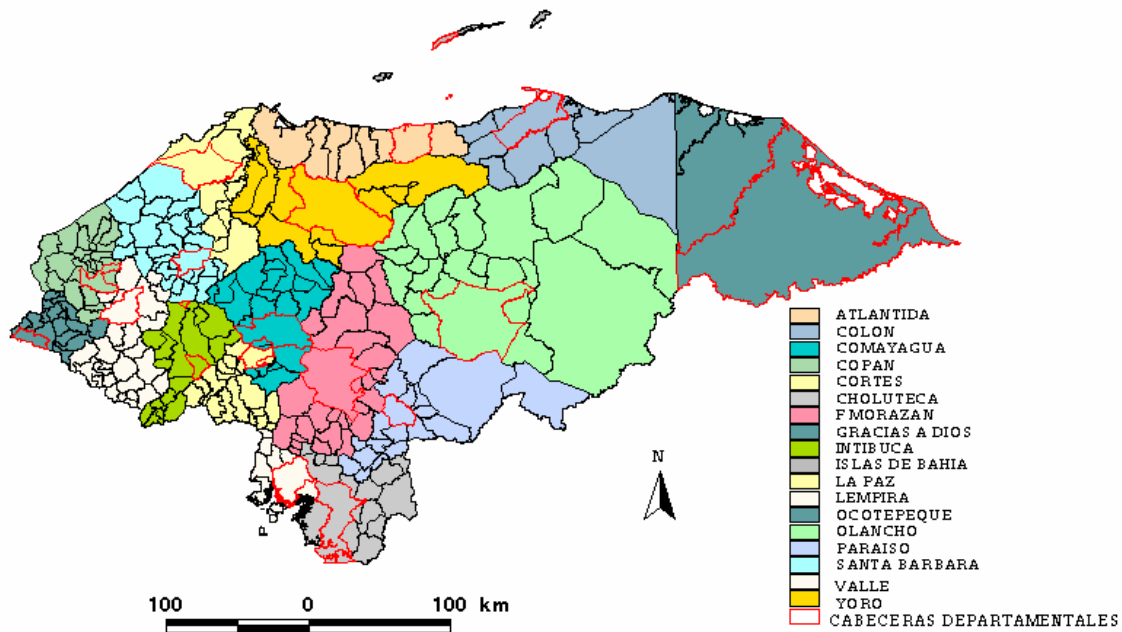 N
ATLANTIDA
COLON
COMAYAGUA
COPAN
CORTES
CHOLUTECA
F MORAZAN
GRACIAS A DIOS
INTIBUCA
ISLAS DE BAHIA
LA PAZ
LEMPIRA
OCOTEPEQUE
OLANCHO
PARAISO
SANTA BARBARA
VALLE
YORO
CABECERAS DEPARTAMENTALES
100 0 100 km